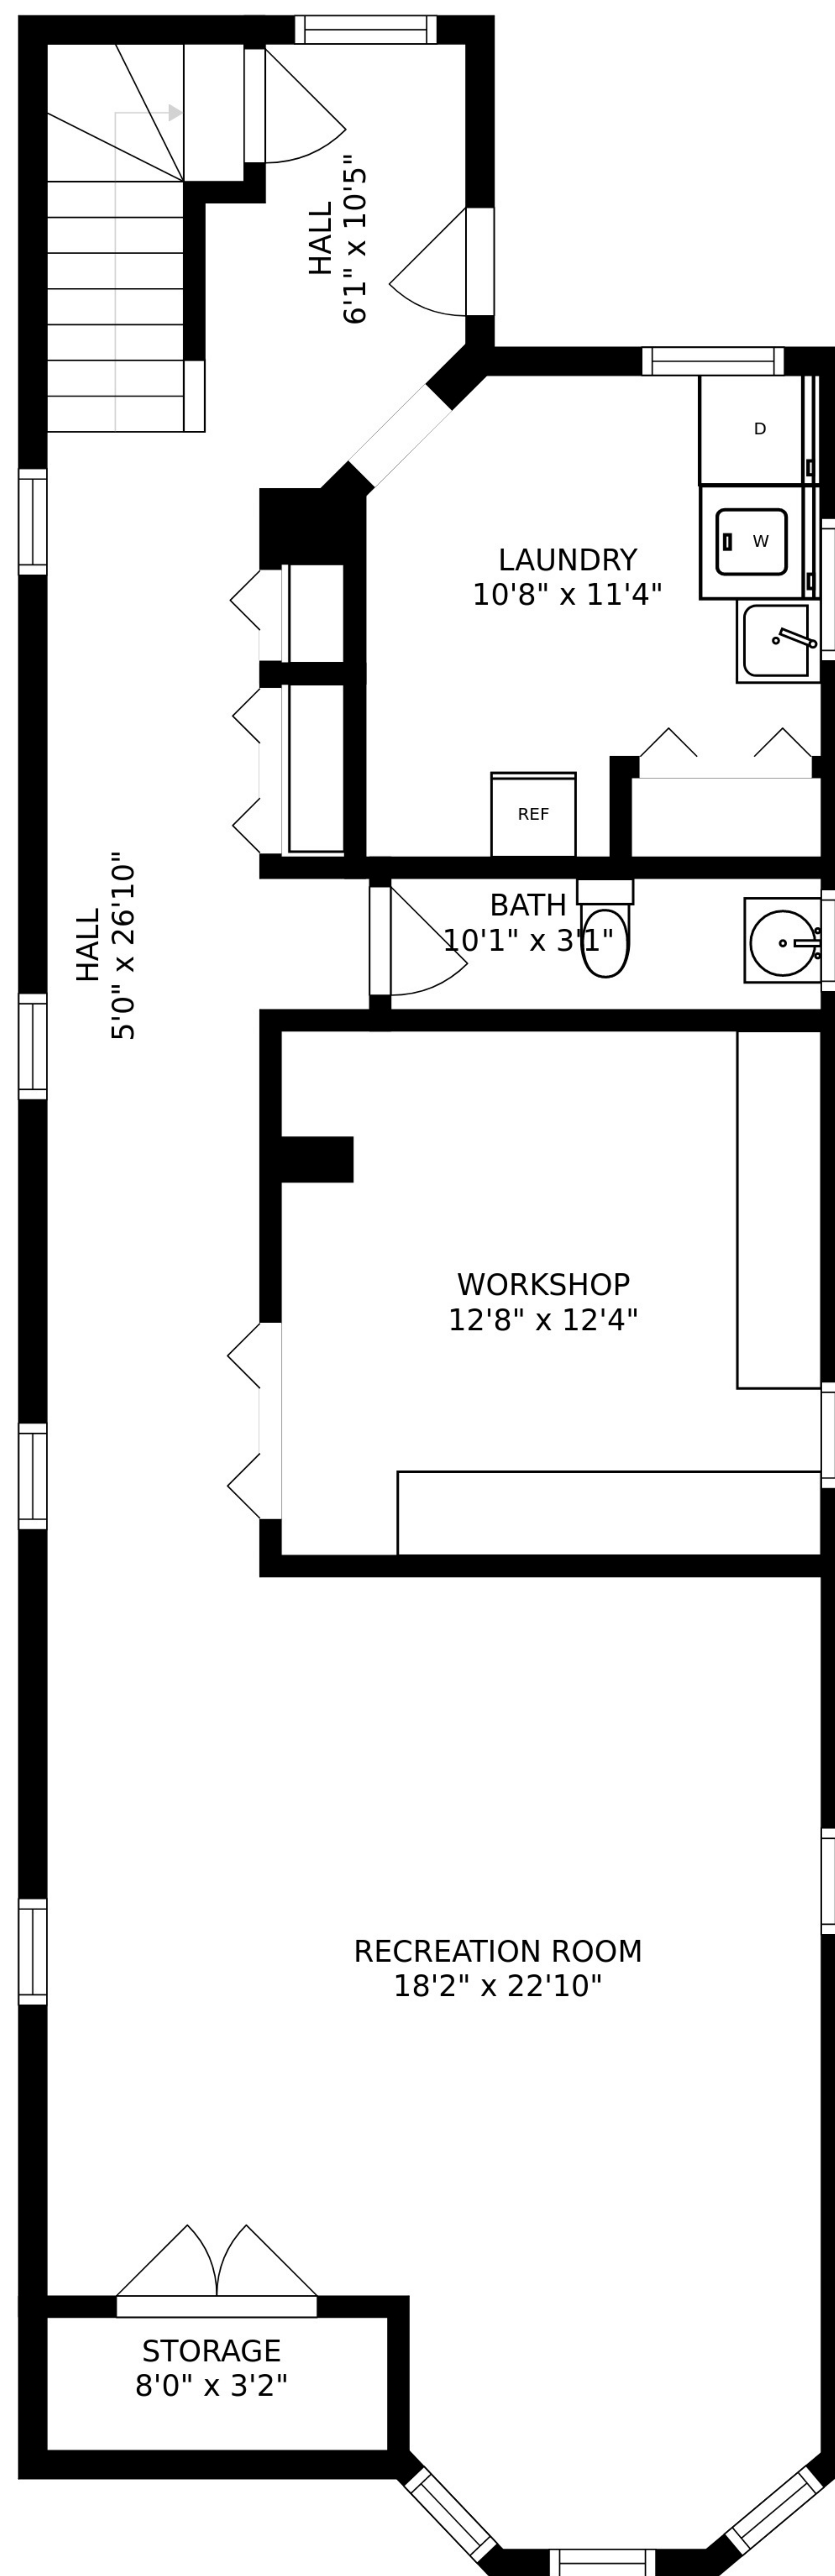 HALL
6'1" x 10'5"
D
W
LAUNDRY
10'8" x 11'4"
REF
BATH
10'1" x 3'1"
HALL
5'0" x 26'10"
WORKSHOP
12'8" x 12'4"
RECREATION ROOM
18'2" x 22'10"
STORAGE
8'0" x 3'2"